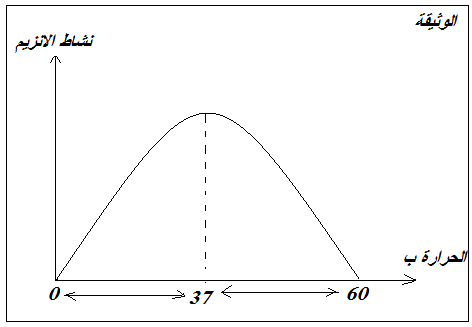 الوثيقة
نشاط الانزيم
الحرارة ب
0 37 60